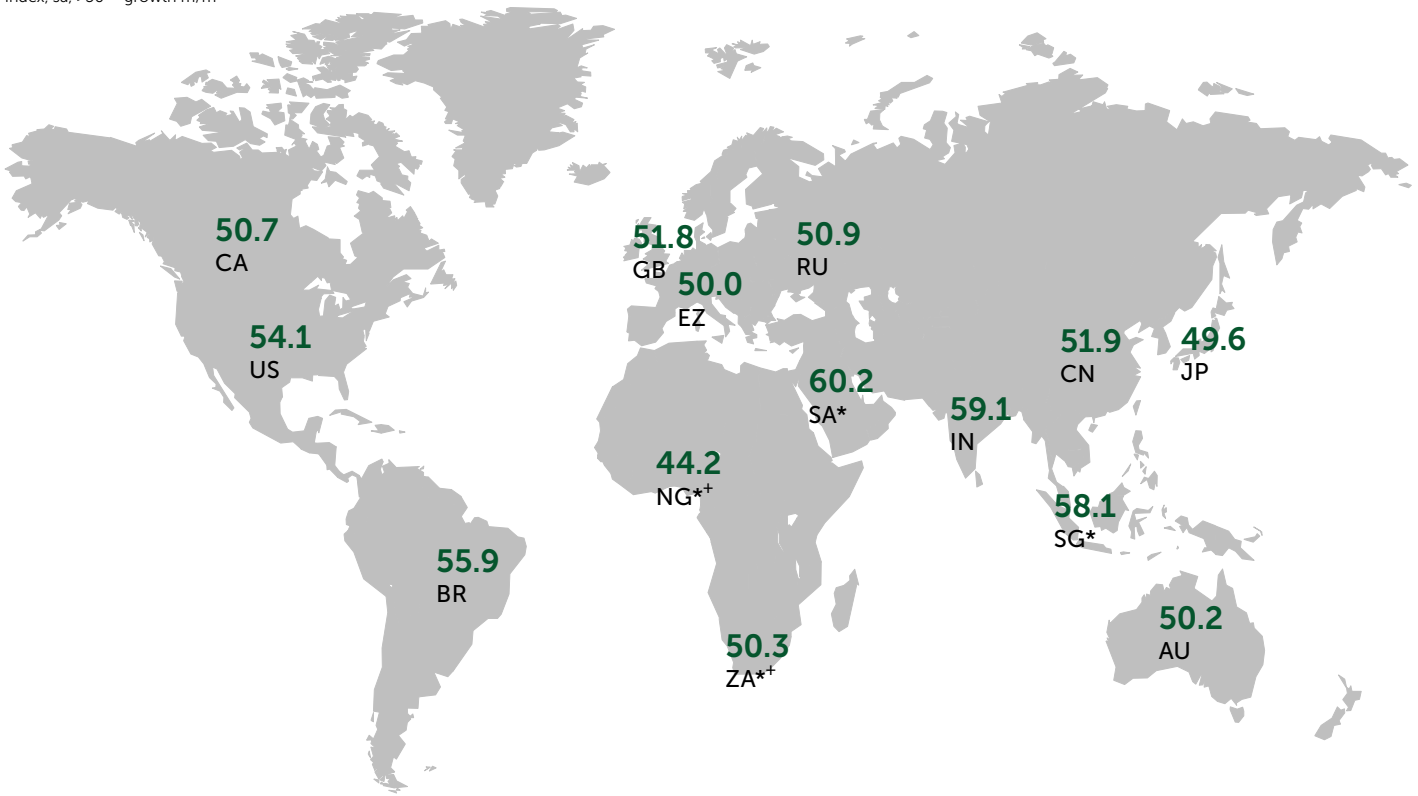 50.7
CA
51.8
GB
50.9
RU
50.0
EZ
54.1
US
51.9
CN
49.6
JP
60.2
SA*
59.1
IN
44.2
NG*+
58.1
SG*
55.9
BR
50.2
AU
50.3
ZA*+